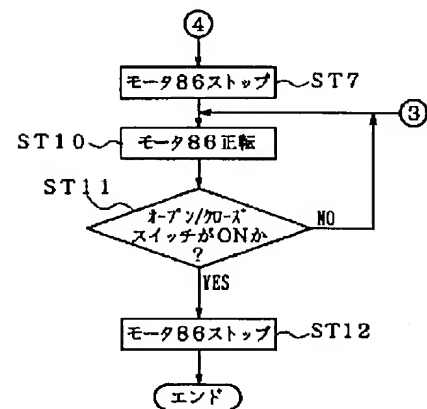 ④
モータ86ストップ
ST7
③
ST10
モータ86正転
ST11
オープン/クローズ
スイッチがONか
?
NO
YES
モータ86ストップ
ST12
エンド